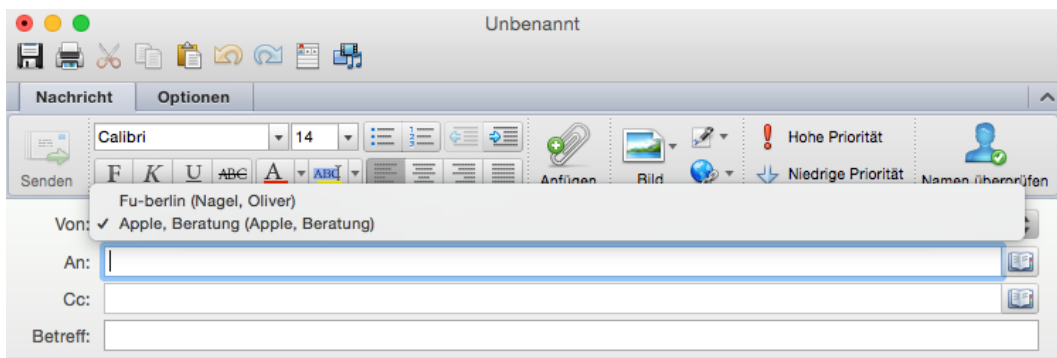 Unbenannt
Nachricht Optionen
Calibri 14 Hohe Priorität
F K U ABC A ABC Niedrige Priorität
Senden Anfügen Bild Namen überprüfen
Fu-berlin (Nagel, Oliver)
Von: ✓ Apple, Beratung (Apple, Beratung)
An:
Cc:
Betreff: